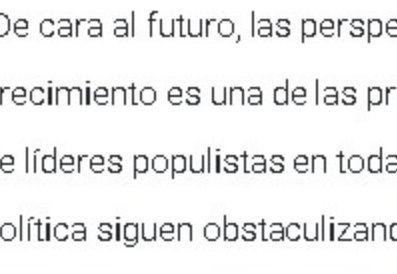 De cara al futuro, las perspe
recimiento es una de las pr
e líderes populistas en toda
olítica siguen obstaculizand